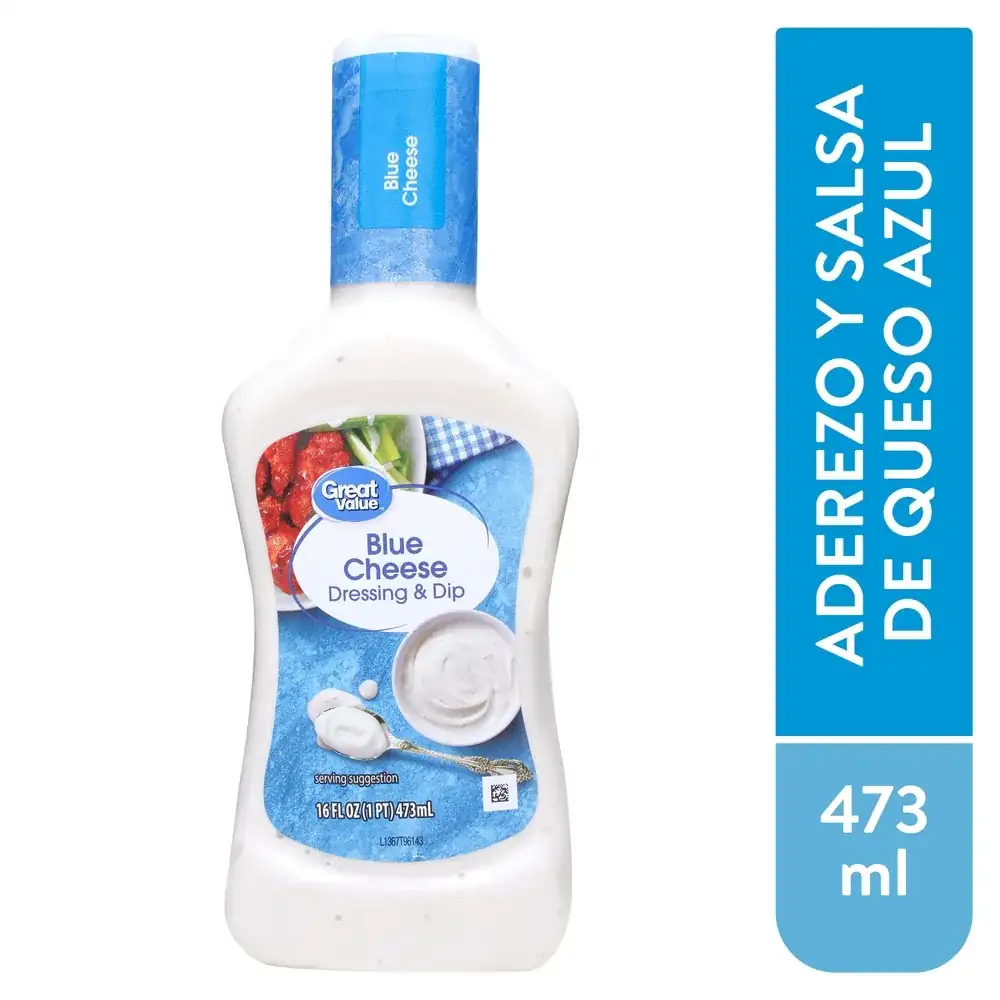 Blue
Cheese
Great
Value
Blue
Cheese
Dressing & Dip
serving suggestion
16 FL OZ (1 PT) 473mL
L1367T96143
ADEREZO Y SALSA
DE QUESO AZUL
473
ml